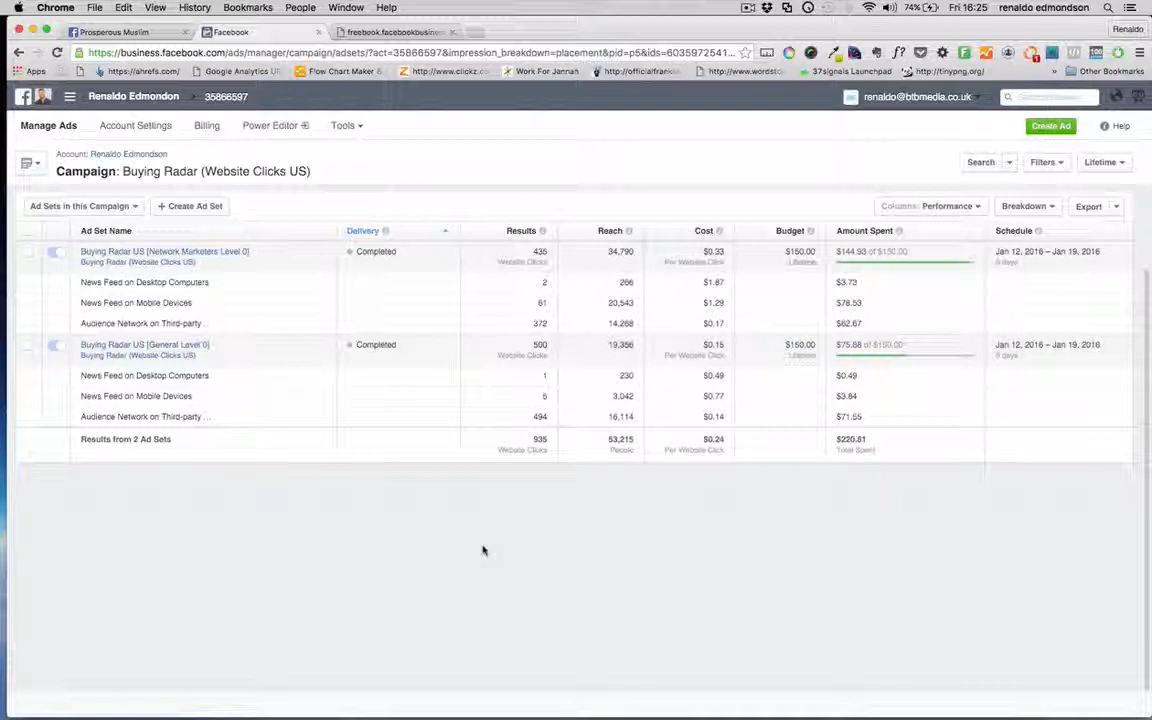 Chrome File Edit View History Bookmarks People Window Help 74% Fri 16:25 renaldo edmondson
Prosperous Muslim Facebook freebook.facebookbusines Renaldo
https://business.facebook.com/ads/manager/campaign/adsets/?act=35866597&impression_breakdown=placement&pid=p5&ids=6035972541...
Apps https://ahrefs.com/ Google Analytics UR Flow Chart Maker & http://www.clickz.co Work For Jannah http://officialfrank http://www.wordstre 37signals Launchpad http://tinypng.org/ » Other Bookmarks
Renaldo Edmondon 35866597 renaldo@btbmedia.co.uk
Manage Ads Account Settings Billing Power Editor Tools Create Ad Help
Account: Renaldo Edmondson
Campaign: Buying Radar (Website Clicks US) Search Filters Lifetime
Ad Sets in this Campaign + Create Ad Set Columns: Performance Breakdown Export
Ad Set Name Delivery Results Reach Cost Budget Amount Spent Schedule
Buying Radar US [Network Marketers Level 0] Completed 435 34,790 $0.33 $150.00 $144.93 of $150.00 Jan 12, 2016 – Jan 19, 2016
Buying Radar (Website Clicks US) Website Clicks Per Website Click Lifetime days
News Feed on Desktop Computers 2 266 $1.87 $3.73
News Feed on Mobile Devices 61 20,543 $1.29 $78.53
Audience Network on Third-party ... 372 14,268 $0.17 $62.67
Buying Radar US [General Level 0] Completed 500 19,356 $0.15 $150.00 $75.88 of $150.00 Jan 12, 2016 – Jan 19, 2016
Buying Radar (Website Clicks US) Website Clicks Per Website Click Lifetime days
News Feed on Desktop Computers 1 230 $0.49 $0.49
News Feed on Mobile Devices 5 3,042 $0.77 $3.84
Audience Network on Third-party ... 494 16,114 $0.14 $71.55
Results from 2 Ad Sets 935 53,215 $0.24 $220.81
Website Clicks People Per Website Click Total Spent